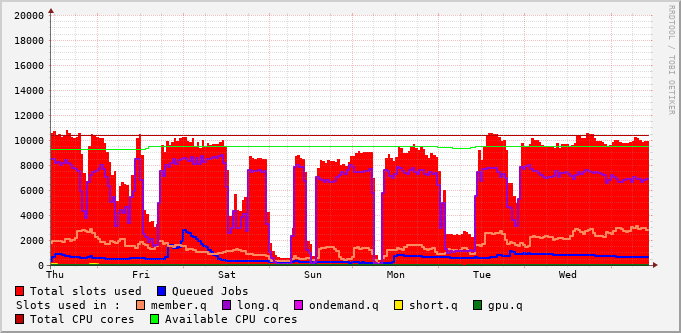 20000
18000
16000
14000
12000
10000
8000
6000
4000
2000
0
Thu Fri Sat Sun Mon Tue Wed
RRDTOOL / TOBI OETIKER
Total slots used Queued Jobs
Slots used in : member.q long.q ondemand.q short.q gpu.q
Total CPU cores Available CPU cores